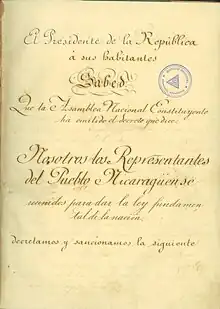 El Presidente de la República
á sus habitantes
Sabed
Que la Asamblea Nacional Constituyente
ha emitido el decreto que dice:
Nosotros los Representantes
del Pueblo Nicaragüense
reunidos para dar la ley fundamen
tal de la nación,
decretamos y sancionamos la siguiente